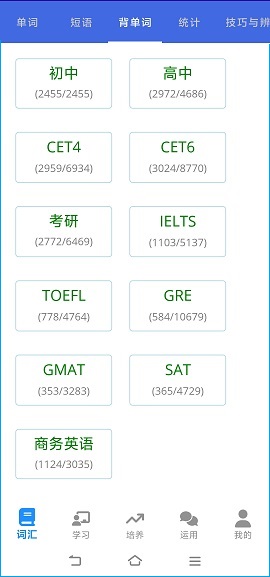 单词 短语 背单词 统计 技巧与辨
初中 高中
(2455/2455) (2972/4686)
CET4 CET6
(2959/6934) (3024/8770)
考研 IELTS
(2772/6469) (1103/5137)
TOEFL GRE
(778/4764) (584/10679)
GMAT SAT
(353/3283) (365/4729)
商务英语
(1124/3035)
词汇 学习 培养 运用 我的